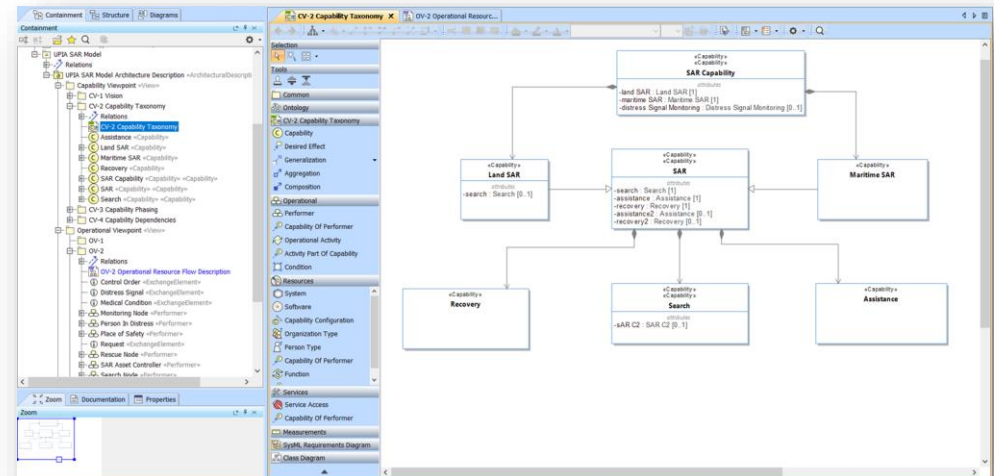 Containment
Structure
Diagrams
Containment
UPIA SAR Model
Relations
UPIA SAR Model Architecture Description «ArchitecturalDescripti
Capability Viewpoint «View»
CV-1 Vision
CV-2 Capability Taxonomy
Relations
CV-2 Capability Taxonomy
Assistance «Capability»
Land SAR «Capability»
Maritime SAR «Capability»
Recovery «Capability»
SAR Capability «Capability» «Capability»
SAR «Capability» «Capability»
Search «Capability» «Capability»
CV-3 Capability Phasing
CV-4 Capability Dependencies
Operational Viewpoint «View»
OV-1
OV-2
Relations
OV-2 Operational Resource Flow Description
Control Order «ExchangeElement»
Distress Signal «ExchangeElement»
Medical Condition «ExchangeElement»
Monitoring Node «Performer»
Person In Distress «Performer»
Place of Safety «Performer»
Request «ExchangeElement»
Rescue Node «Performer»
SAR Asset Controller «Performer»
Search Node «Performer»
Zoom
Documentation
Properties
Zoom
CV-2 Capability Taxonomy
OV-2 Operational Resourc...
Selection
Tools
Common
Ontology
CV-2 Capability Taxonomy
Capability
Desired Effect
Generalization
Aggregation
Composition
Operational
Performer
Capability Of Performer
Operational Activity
Activity Part Of Capability
Condition
Resources
System
Software
Capability Configuration
Organization Type
Person Type
Capability Of Performer
Function
Services
Service Access
Capability Of Performer
Measurements
SysML Requirements Diagram
Class Diagram
«Capability»
«Capability»
SAR Capability
attributes
-land SAR : Land SAR [1]
-maritime SAR : Maritime SAR [1]
-distress Signal Monitoring : Distress Signal Monitoring [0..1]
«Capability»
Land SAR
attributes
-search : Search [0..1]
«Capability»
«Capability»
SAR
attributes
-search : Search [1]
-assistance : Assistance [1]
-recovery : Recovery [1]
-assistance2 : Assistance [0..1]
-recovery2 : Recovery [0..1]
«Capability»
Maritime SAR
«Capability»
Recovery
«Capability»
«Capability»
Search
attributes
-sAR C2 : SAR C2 [0..1]
«Capability»
Assistance